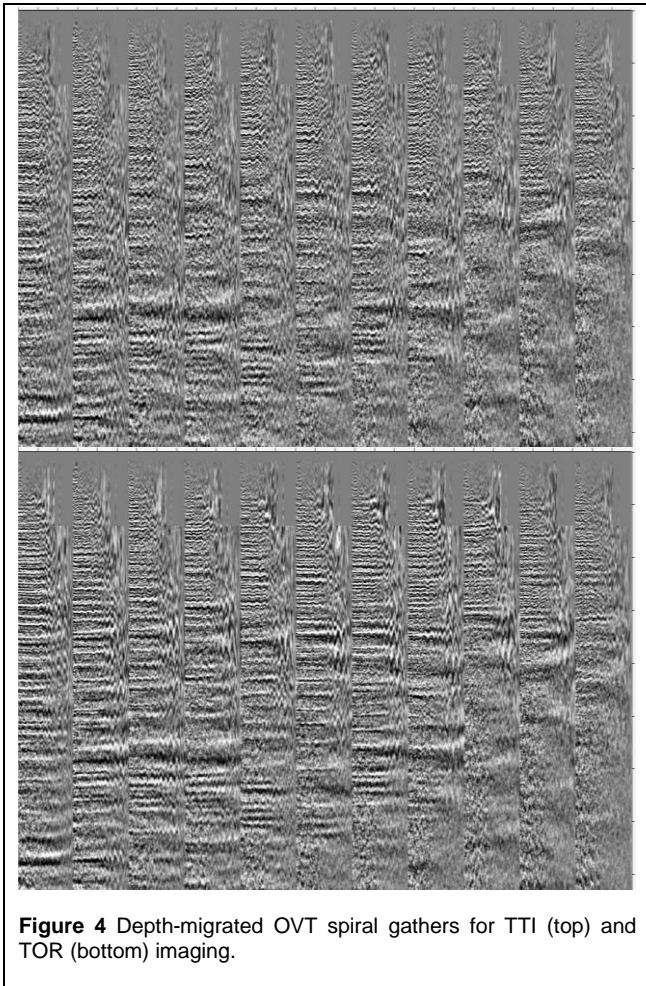 Figure 4 Depth-migrated OVT spiral gathers for TTI (top) and
TOR (bottom) imaging.